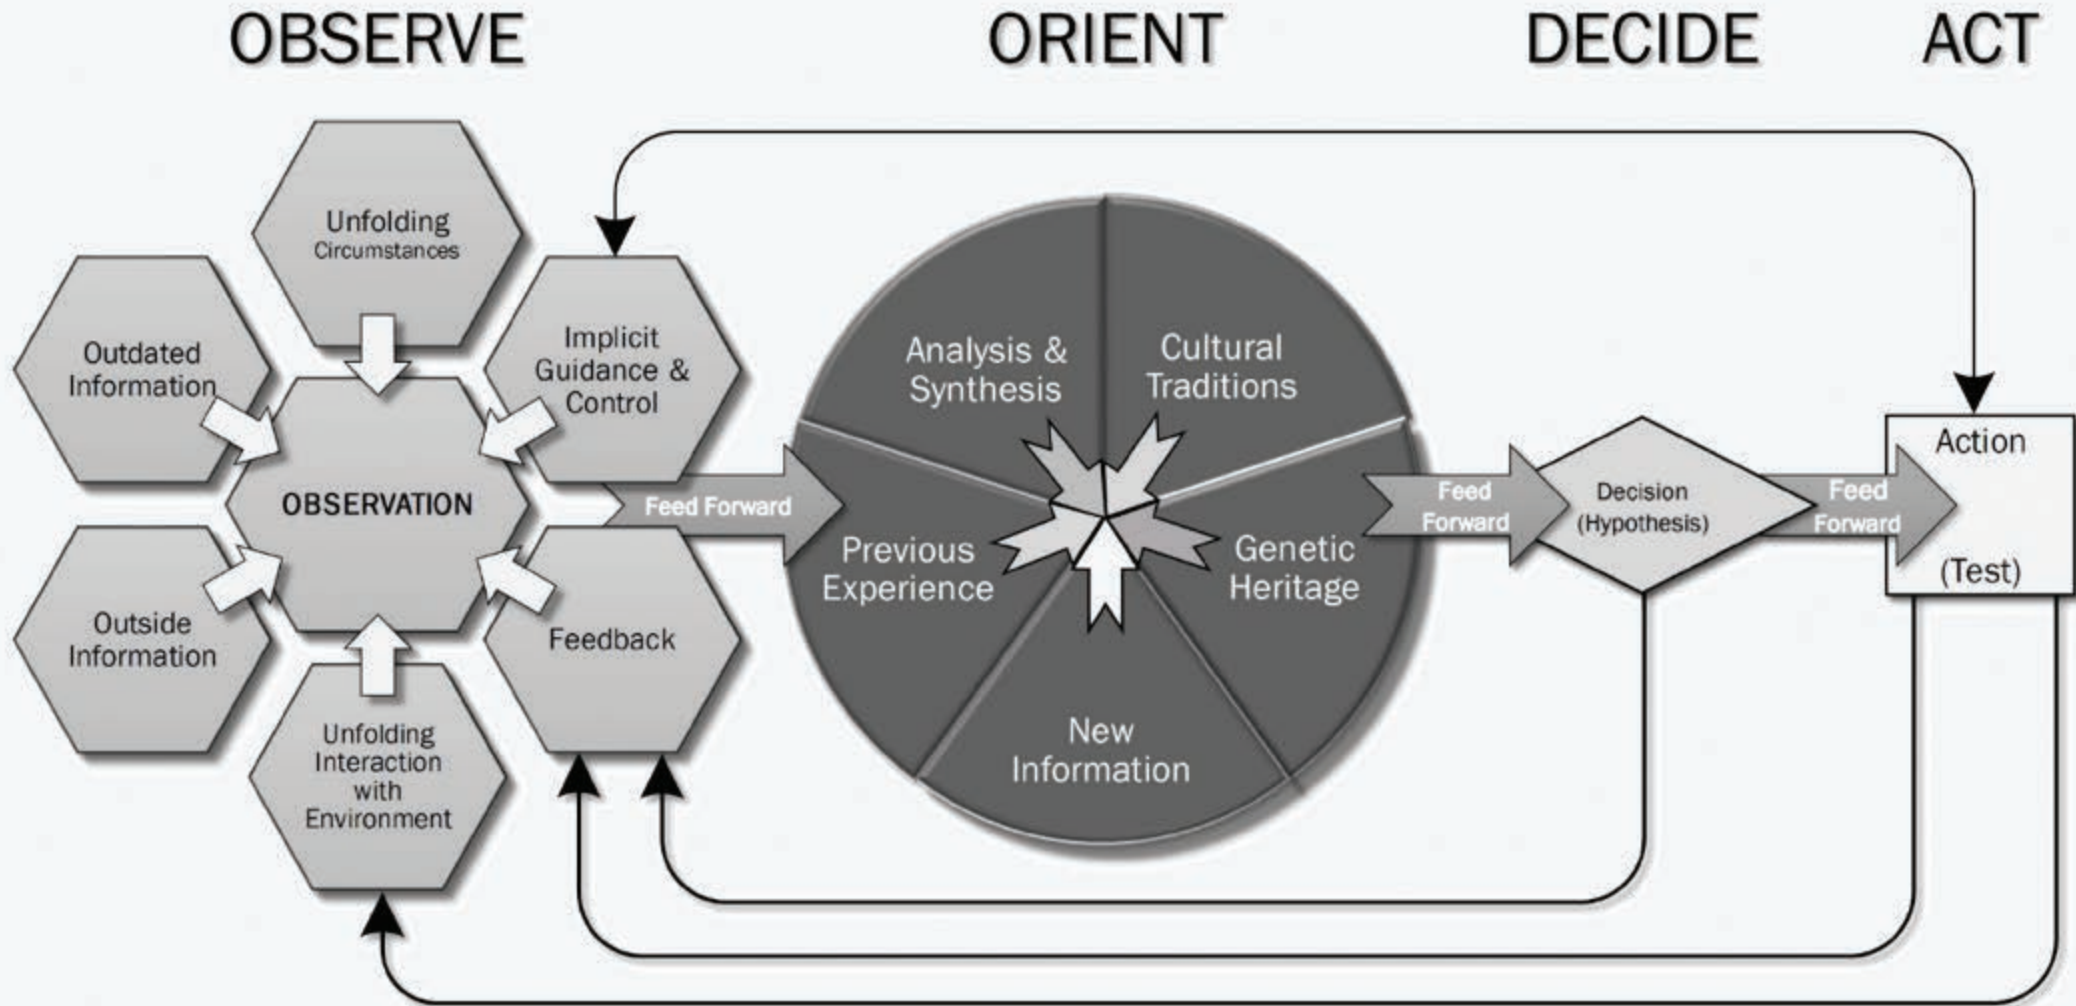 OBSERVE
ORIENT
DECIDE
ACT
Unfolding
Circumstances
Outdated
Information
Implicit
Guidance &
Control
OBSERVATION
Outside
Information
Feedback
Unfolding
Interaction
with
Environment
Feed Forward
Analysis &
Synthesis
Cultural
Traditions
Previous
Experience
Genetic
Heritage
New
Information
Feed
Forward
Decision
(Hypothesis)
Feed
Forward
Action
(Test)